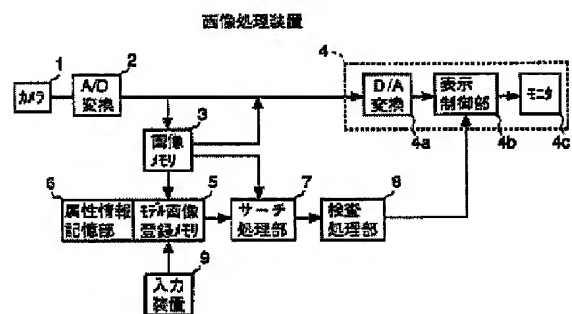 画像処理装置
1
カメラ
2
A/D
変換
3
画像
メモリ
4
D/A
変換
4a
表示
制御部
4b
モニタ
4c
6
属性情報
記憶部
5
モデル画像
登録メモリ
7
サーチ
処理部
8
検査
処理部
9
入力
装置